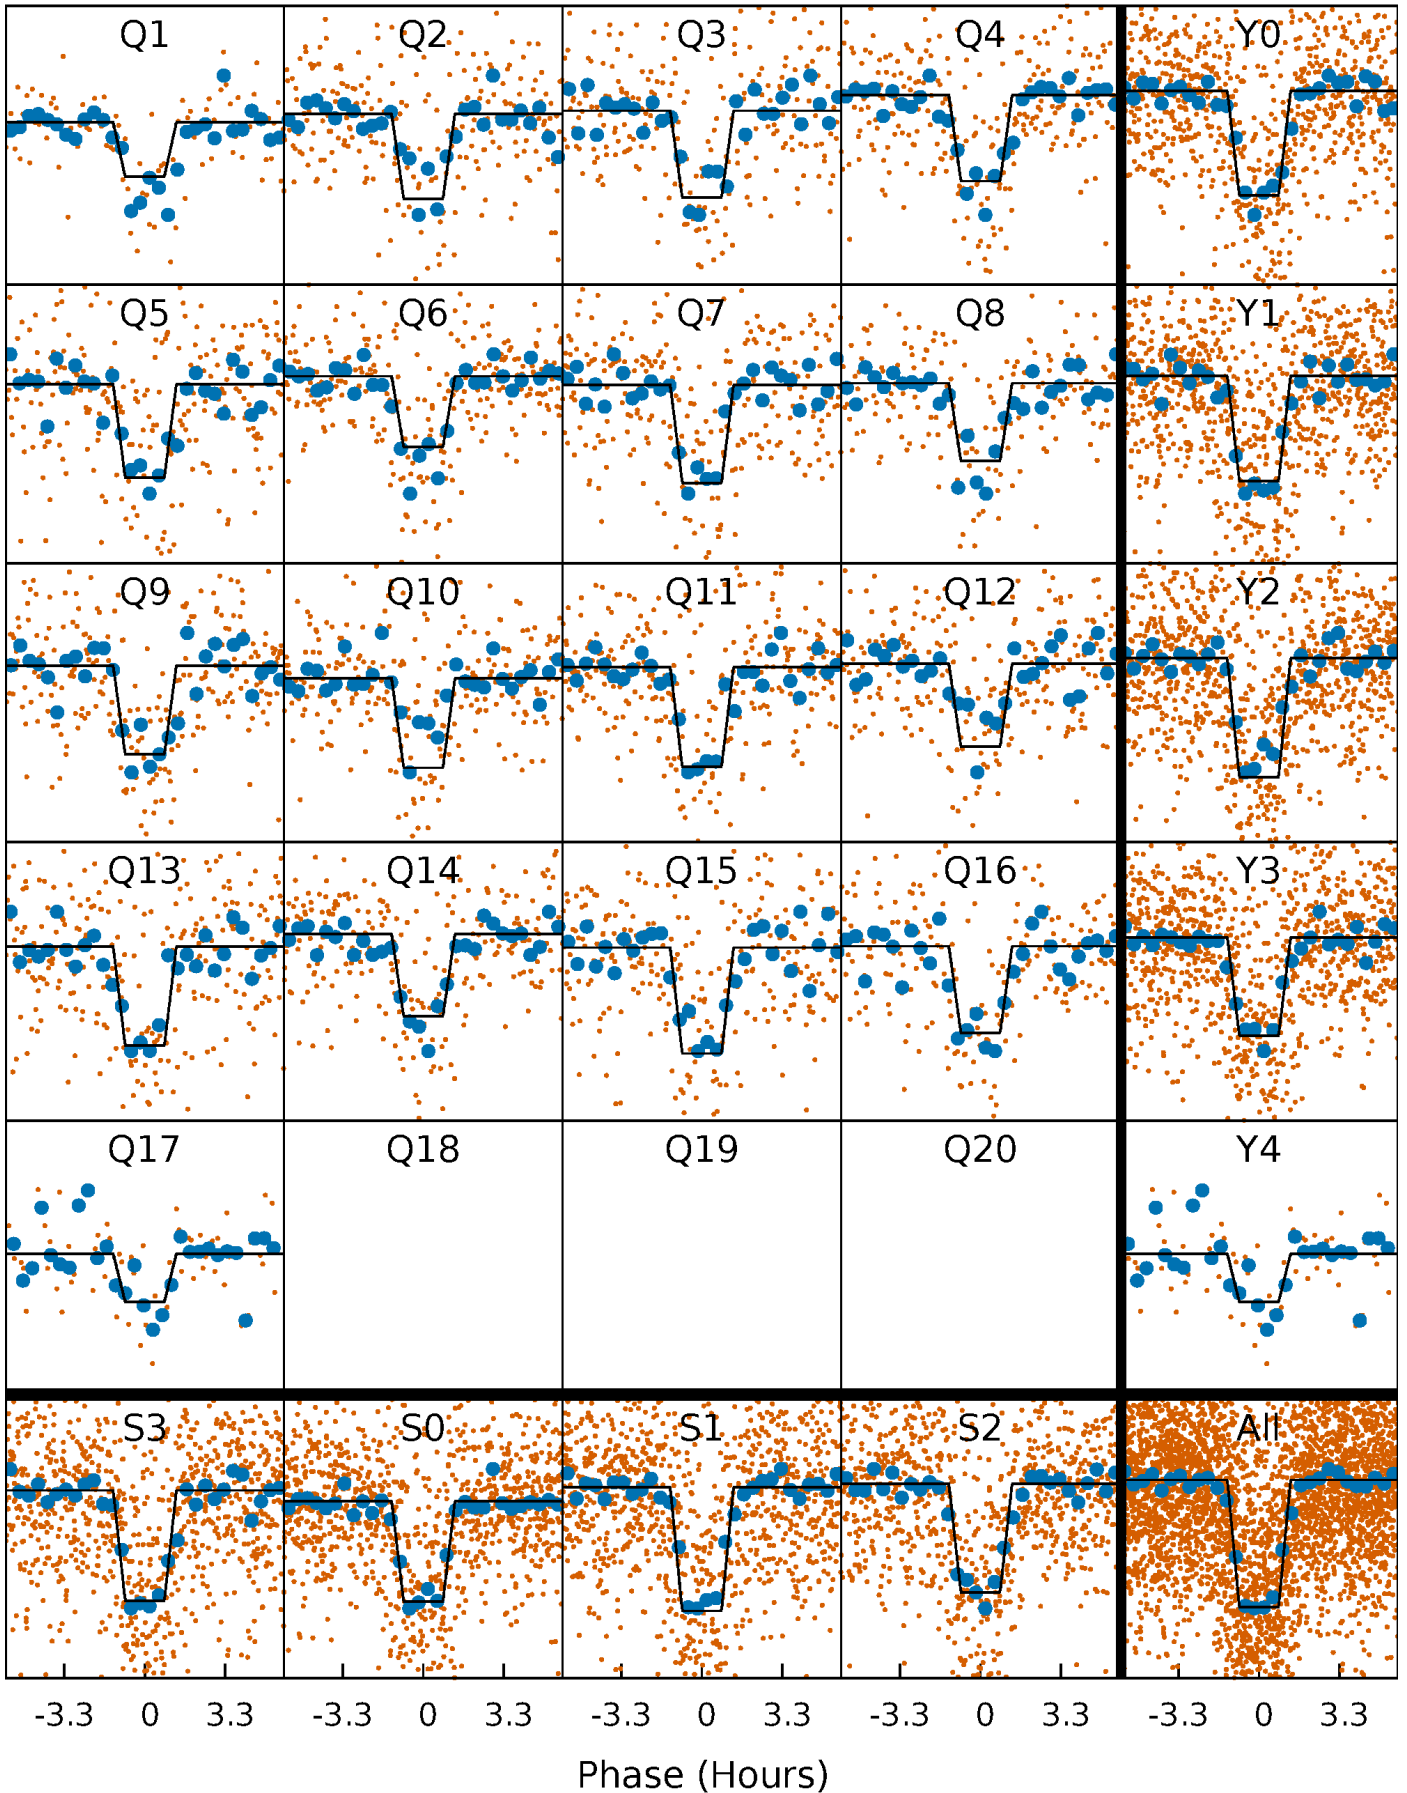 Q1 Q2 Q3 Q4 Y0
Q5 Q6 Q7 Q8 Y1
Q9 Q10 Q11 Q12 Y2
Q13 Q14 Q15 Q16 Y3
Q17 Q18 Q19 Q20 Y4
S3 S0 S1 S2 All
-3.3 0 3.3 -3.3 0 3.3 -3.3 0 3.3 -3.3 0 3.3 -3.3 0 3.3
Phase (Hours)